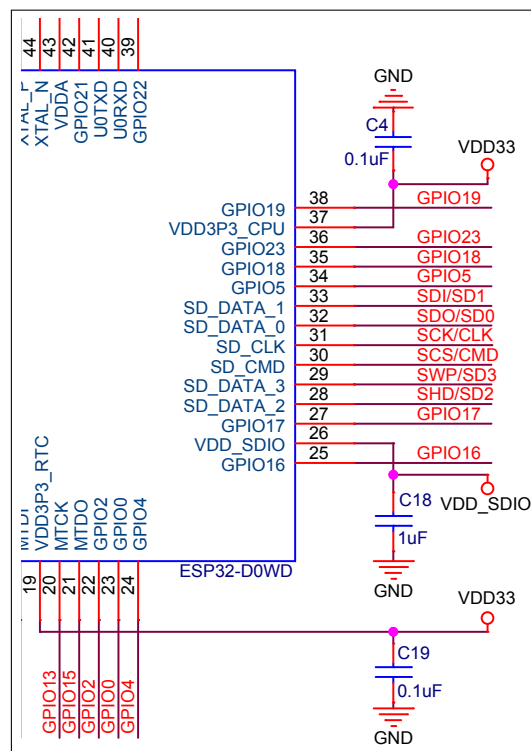 44
43
42
41
40
39
XTAL_P
XTAL_N
VDDA
GPIO21
U0TXD
U0RXD
GPIO22
GND
C4
0.1uF
VDD33
GPIO19 38 GPIO19
VDD3P3_CPU 37
GPIO23 36 GPIO23
GPIO18 35 GPIO18
GPIO5 34 GPIO5
SD_DATA_1 33 SDI/SD1
SD_DATA_0 32 SDO/SD0
SD_CLK 31 SCK/CLK
SD_CMD 30 SCS/CMD
SD_DATA_3 29 SWP/SD3
SD_DATA_2 28 SHD/SD2
GPIO17 27 GPIO17
VDD_SDIO 26
GPIO16 25 GPIO16
VDD_SDIO
C18
1uF
GND
MTDI
VDD3P3_RTC
MTCK
MTDO
GPIO2
GPIO0
GPIO4
ESP32-D0WD
19
20
21
22
23
24
GPIO13
GPIO15
GPIO2
GPIO0
GPIO4
VDD33
C19
0.1uF
GND